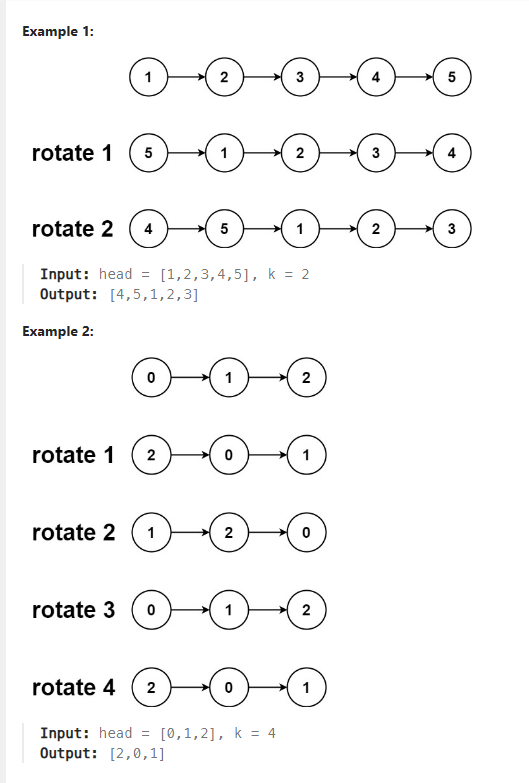 Example 1:
1 2 3 4 5
rotate 1 5 1 2 3 4
rotate 2 4 5 1 2 3
Input: head = [1,2,3,4,5], k = 2
Output: [4,5,1,2,3]
Example 2:
0 1 2
rotate 1 2 0 1
rotate 2 1 2 0
rotate 3 0 1 2
rotate 4 2 0 1
Input: head = [0,1,2], k = 4
Output: [2,0,1]